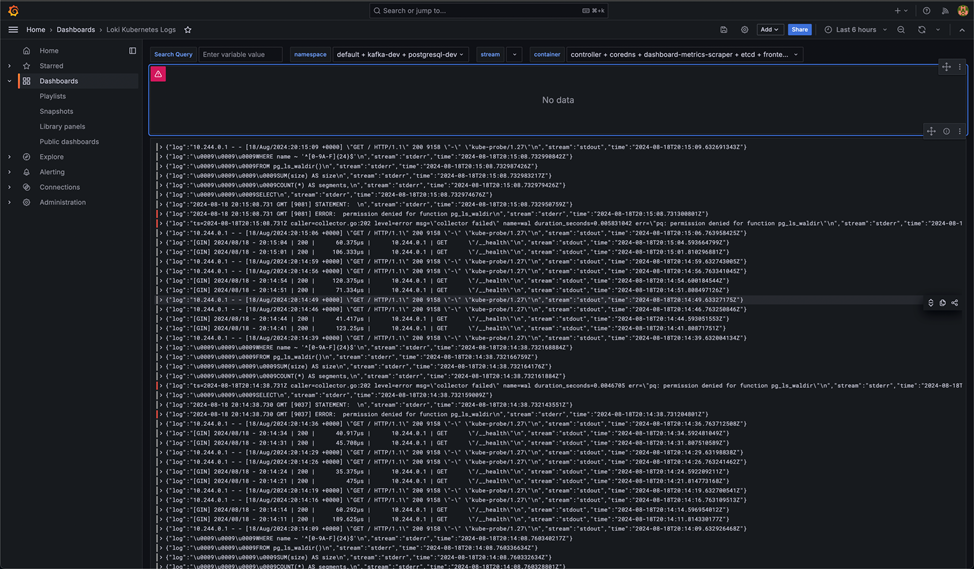 Search or jump to...
⌘+k
Home > Dashboards > Loki Kubernetes Logs
Add
Share
Last 6 hours
Home
Starred
Dashboards
Playlists
Snapshots
Library panels
Public dashboards
Explore
Alerting
Connections
Administration
Search Query
Enter variable value
namespace
default + kafka-dev + postgresql-dev
stream
container
controller + coredns + dashboard-metrics-scraper + etcd + fronte...
No data
{"log":"10.244.0.1 - - [18/Aug/2024:20:15:09 +0000] \"GET / HTTP/1.1\" 200 9158 \"-\" \"kube-probe/1.27\"\n","stream":"stdout","time":"2024-08-18T20:15:09.632691343Z"}
{"log":"\u0009\u0009\u0009WHERE name ~ '^[0-9A-F]{24}$'\n","stream":"stderr","time":"2024-08-18T20:15:08.732990842Z"}
{"log":"\u0009\u0009FROM pg_ls_waldir()\n","stream":"stderr","time":"2024-08-18T20:15:08.732987426Z"}
{"log":"\u0009\u0009\u0009SUM(size) AS size\n","stream":"stderr","time":"2024-08-18T20:15:08.732983217Z"}
{"log":"\u0009\u0009\u0009COUNT(*) AS segments,\n","stream":"stderr","time":"2024-08-18T20:15:08.732979426Z"}
{"log":"\u0009\u0009SELECT\n","stream":"stderr","time":"2024-08-18T20:15:08.732974676Z"}
{"log":"2024-08-18 20:15:08.731 GMT [9081] STATEMENT:  \n","stream":"stderr","time":"2024-08-18T20:15:08.732950759Z"}
{"log":"2024-08-18 20:15:08.731 GMT [9081] ERROR:  permission denied for function pg_ls_waldir\n","stream":"stderr","time":"2024-08-18T20:15:08.731300801Z"}
{"log":"ts=2024-08-18T20:15:08.731Z caller=collector.go:202 level=error msg=\"collector failed\" name=wal duration_seconds=0.005831042 err=\"pq: permission denied for function pg_ls_waldir\"\n","stream":"stderr","time":"2024-08-1
{"log":"10.244.0.1 - - [18/Aug/2024:20:15:06 +0000] \"GET / HTTP/1.1\" 200 9158 \"-\" \"kube-probe/1.27\"\n","stream":"stdout","time":"2024-08-18T20:15:06.763958425Z"}
{"log":"[GIN] 2024/08/18 - 20:15:04 | 200 | 60.375µs | 10.244.0.1 | GET \"/__health\"\n","stream":"stdout","time":"2024-08-18T20:15:04.593664799Z"}
{"log":"[GIN] 2024/08/18 - 20:15:01 | 200 | 106.333µs | 10.244.0.1 | GET \"/__health\"\n","stream":"stdout","time":"2024-08-18T20:15:01.810296881Z"}
{"log":"10.244.0.1 - - [18/Aug/2024:20:14:59 +0000] \"GET / HTTP/1.1\" 200 9158 \"-\" \"kube-probe/1.27\"\n","stream":"stdout","time":"2024-08-18T20:14:59.632743005Z"}
{"log":"10.244.0.1 - - [18/Aug/2024:20:14:56 +0000] \"GET / HTTP/1.1\" 200 9158 \"-\" \"kube-probe/1.27\"\n","stream":"stdout","time":"2024-08-18T20:14:56.763341045Z"}
{"log":"[GIN] 2024/08/18 - 20:14:54 | 200 | 120.375µs | 10.244.0.1 | GET \"/__health\"\n","stream":"stdout","time":"2024-08-18T20:14:54.600184544Z"}
{"log":"[GIN] 2024/08/18 - 20:14:51 | 200 | 71.334µs | 10.244.0.1 | GET \"/__health\"\n","stream":"stdout","time":"2024-08-18T20:14:51.808497126Z"}
{"log":"10.244.0.1 - - [18/Aug/2024:20:14:49 +0000] \"GET / HTTP/1.1\" 200 9158 \"-\" \"kube-probe/1.27\"\n","stream":"stdout","time":"2024-08-18T20:14:49.63327175Z"}
{"log":"10.244.0.1 - - [18/Aug/2024:20:14:46 +0000] \"GET / HTTP/1.1\" 200 9158 \"-\" \"kube-probe/1.27\"\n","stream":"stdout","time":"2024-08-18T20:14:46.763250846Z"}
{"log":"[GIN] 2024/08/18 - 20:14:44 | 200 | 41.417µs | 10.244.0.1 | GET \"/__health\"\n","stream":"stdout","time":"2024-08-18T20:14:44.593051553Z"}
{"log":"[GIN] 2024/08/18 - 20:14:41 | 200 | 123.25µs | 10.244.0.1 | GET \"/__health\"\n","stream":"stdout","time":"2024-08-18T20:14:41.80871751Z"}
{"log":"10.244.0.1 - - [18/Aug/2024:20:14:39 +0000] \"GET / HTTP/1.1\" 200 9158 \"-\" \"kube-probe/1.27\"\n","stream":"stdout","time":"2024-08-18T20:14:39.632004134Z"}
{"log":"\u0009\u0009\u0009WHERE name ~ '^[0-9A-F]{24}$'\n","stream":"stderr","time":"2024-08-18T20:14:38.732168884Z"}
{"log":"\u0009\u0009FROM pg_ls_waldir()\n","stream":"stderr","time":"2024-08-18T20:14:38.732166759Z"}
{"log":"\u0009\u0009\u0009SUM(size) AS size\n","stream":"stderr","time":"2024-08-18T20:14:38.732164176Z"}
{"log":"\u0009\u0009\u0009COUNT(*) AS segments,\n","stream":"stderr","time":"2024-08-18T20:14:38.732161884Z"}
{"log":"ts=2024-08-18T20:14:38.731Z caller=collector.go:202 level=error msg=\"collector failed\" name=wal duration_seconds=0.0046705 err=\"pq: permission denied for function pg_ls_waldir\"\n","stream":"stderr","time":"2024-08-18T
{"log":"\u0009\u0009SELECT\n","stream":"stderr","time":"2024-08-18T20:14:38.732159009Z"}
{"log":"2024-08-18 20:14:38.730 GMT [9037] STATEMENT:  \n","stream":"stderr","time":"2024-08-18T20:14:38.732143551Z"}
{"log":"2024-08-18 20:14:38.730 GMT [9037] ERROR:  permission denied for function pg_ls_waldir\n","stream":"stderr","time":"2024-08-18T20:14:38.731204801Z"}
{"log":"10.244.0.1 - - [18/Aug/2024:20:14:36 +0000] \"GET / HTTP/1.1\" 200 9158 \"-\" \"kube-probe/1.27\"\n","stream":"stdout","time":"2024-08-18T20:14:36.763712508Z"}
{"log":"[GIN] 2024/08/18 - 20:14:34 | 200 | 40.917µs | 10.244.0.1 | GET \"/__health\"\n","stream":"stdout","time":"2024-08-18T20:14:34.592481049Z"}
{"log":"[GIN] 2024/08/18 - 20:14:31 | 200 | 45.708µs | 10.244.0.1 | GET \"/__health\"\n","stream":"stdout","time":"2024-08-18T20:14:31.807510589Z"}
{"log":"10.244.0.1 - - [18/Aug/2024:20:14:29 +0000] \"GET / HTTP/1.1\" 200 9158 \"-\" \"kube-probe/1.27\"\n","stream":"stdout","time":"2024-08-18T20:14:29.63198838Z"}
{"log":"10.244.0.1 - - [18/Aug/2024:20:14:26 +0000] \"GET / HTTP/1.1\" 200 9158 \"-\" \"kube-probe/1.27\"\n","stream":"stdout","time":"2024-08-18T20:14:26.763241462Z"}
{"log":"[GIN] 2024/08/18 - 20:14:24 | 200 | 35.375µs | 10.244.0.1 | GET \"/__health\"\n","stream":"stdout","time":"2024-08-18T20:14:24.592209211Z"}
{"log":"[GIN] 2024/08/18 - 20:14:21 | 200 | 475µs | 10.244.0.1 | GET \"/__health\"\n","stream":"stdout","time":"2024-08-18T20:14:21.814773168Z"}
{"log":"10.244.0.1 - - [18/Aug/2024:20:14:19 +0000] \"GET / HTTP/1.1\" 200 9158 \"-\" \"kube-probe/1.27\"\n","stream":"stdout","time":"2024-08-18T20:14:19.632700541Z"}
{"log":"10.244.0.1 - - [18/Aug/2024:20:14:16 +0000] \"GET / HTTP/1.1\" 200 9158 \"-\" \"kube-probe/1.27\"\n","stream":"stdout","time":"2024-08-18T20:14:16.763109513Z"}
{"log":"[GIN] 2024/08/18 - 20:14:14 | 200 | 60.292µs | 10.244.0.1 | GET \"/__health\"\n","stream":"stdout","time":"2024-08-18T20:14:14.596954012Z"}
{"log":"[GIN] 2024/08/18 - 20:14:11 | 200 | 189.625µs | 10.244.0.1 | GET \"/__health\"\n","stream":"stdout","time":"2024-08-18T20:14:11.814330177Z"}
{"log":"10.244.0.1 - - [18/Aug/2024:20:14:09 +0000] \"GET / HTTP/1.1\" 200 9158 \"-\" \"kube-probe/1.27\"\n","stream":"stdout","time":"2024-08-18T20:14:09.632926468Z"}
{"log":"\u0009\u0009\u0009WHERE name ~ '^[0-9A-F]{24}$'\n","stream":"stderr","time":"2024-08-18T20:14:08.760340217Z"}
{"log":"\u0009\u0009FROM pg_ls_waldir()\n","stream":"stderr","time":"2024-08-18T20:14:08.760336634Z"}
{"log":"\u0009\u0009\u0009SUM(size) AS size\n","stream":"stderr","time":"2024-08-18T20:14:08.760332634Z"}
{"log":"\u0009\u0009\u0009COUNT(*) AS segments,\n","stream":"stderr","time":"2024-08-18T20:14:08.760328801Z"}